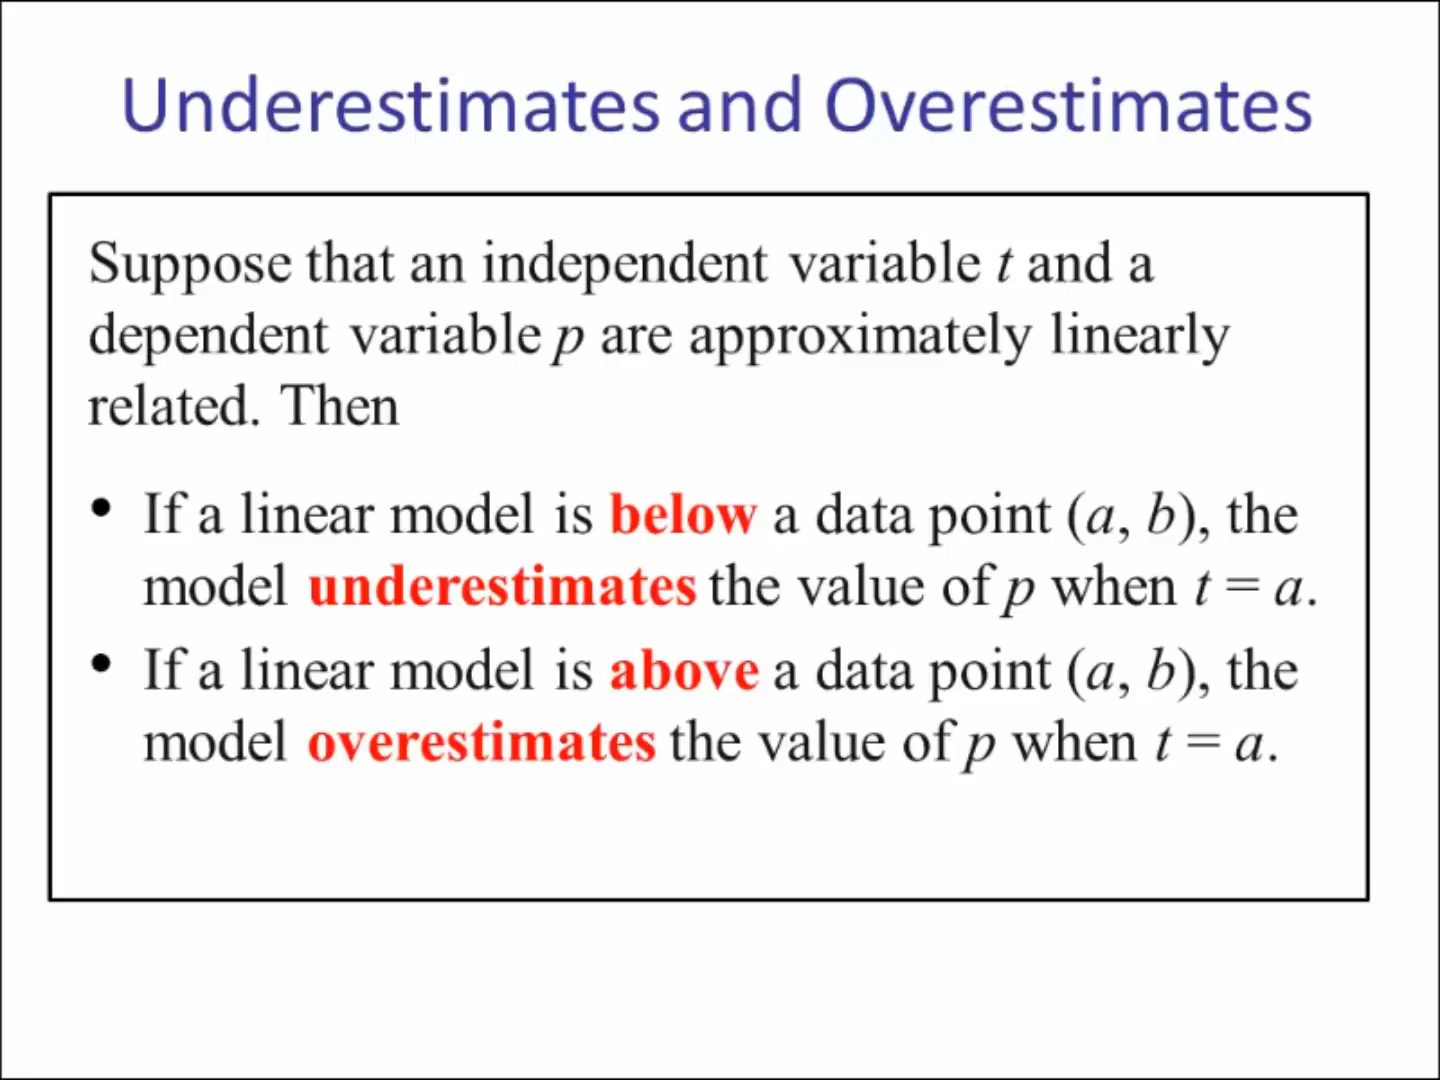 Underestimates and Overestimates
Suppose that an independent variable t and a
dependent variable p are approximately linearly
related. Then
• If a linear model is below a data point (a, b), the
model underestimates the value of p when t = a.
• If a linear model is above a data point (a, b), the
model overestimates the value of p when t = a.